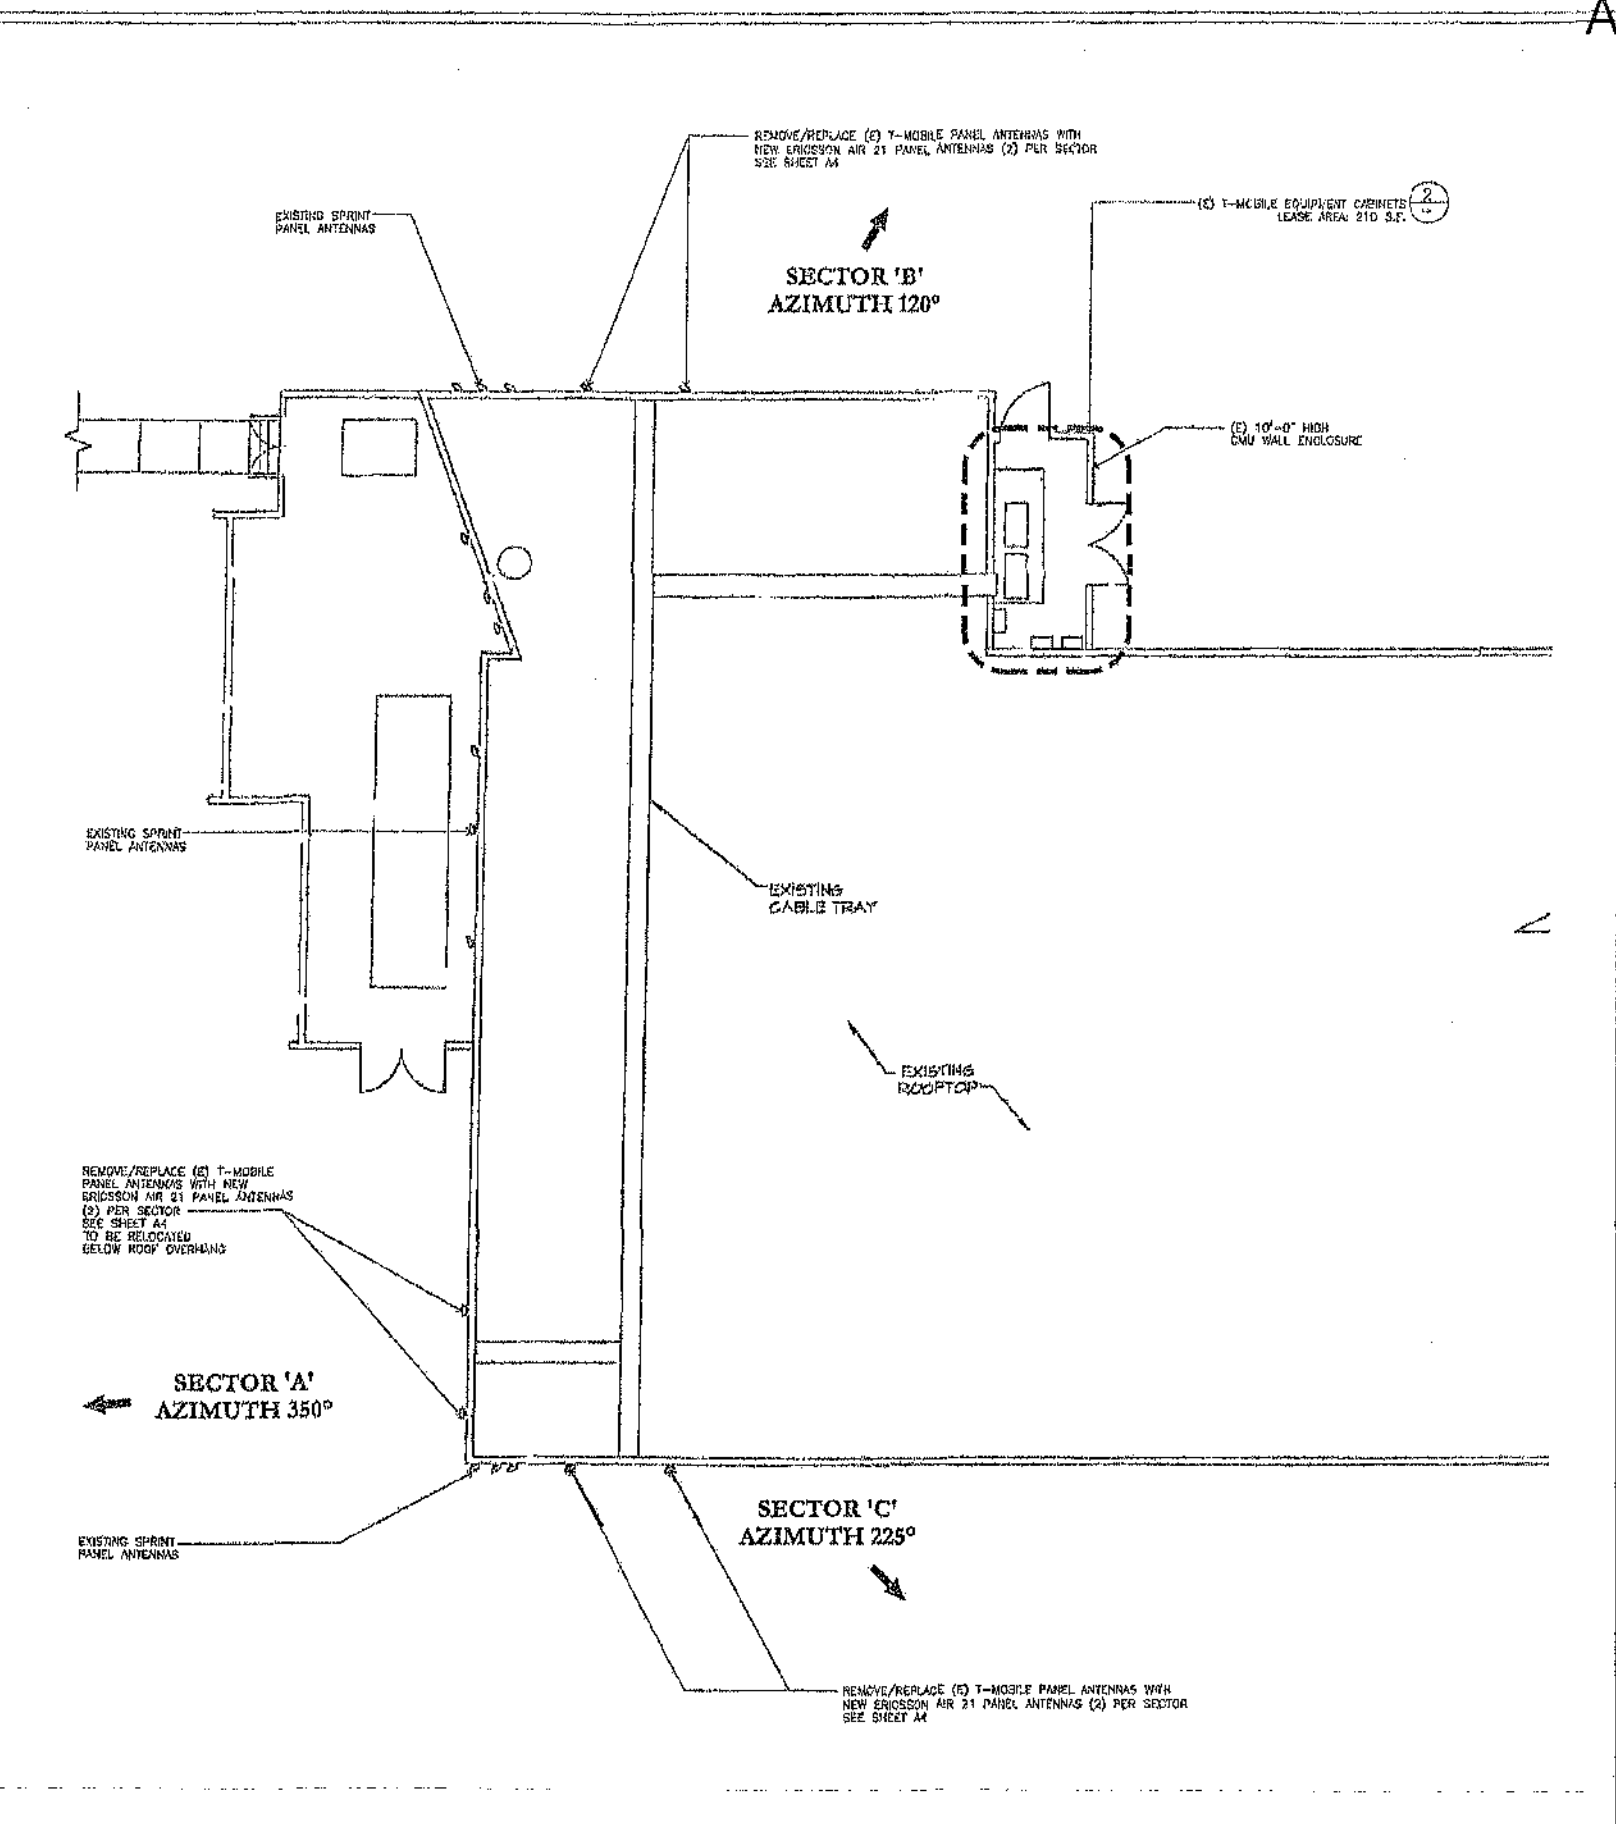 A
REMOVE/REPLACE (E) T-MOBILE PANEL ANTENNAS WITH
NEW ERICSSON AIR 21 PANEL ANTENNAS (2) PER SECTOR
SEE SHEET A4
EXISTING SPRINT
PANEL ANTENNAS
(E) T-MOBILE EQUIPMENT CABINETS
LEASE AREA: 210 S.F.
2
SECTOR 'B'
AZIMUTH 120°
(E) 10'-0" HIGH
CMU WALL ENCLOSURE
EXISTING SPRINT
PANEL ANTENNAS
EXISTING
CABLE TRAY
EXISTING
ROOFTOP
REMOVE/REPLACE (E) T-MOBILE
PANEL ANTENNAS WITH NEW
ERICSSON AIR 21 PANEL ANTENNAS
(2) PER SECTOR
SEE SHEET A4
TO BE RELOCATED
BELOW ROOF OVERHANG
SECTOR 'A'
AZIMUTH 350°
SECTOR 'C'
AZIMUTH 225°
EXISTING SPRINT
PANEL ANTENNAS
REMOVE/REPLACE (E) T-MOBILE PANEL ANTENNAS WITH
NEW ERICSSON AIR 21 PANEL ANTENNAS (2) PER SECTOR
SEE SHEET A4